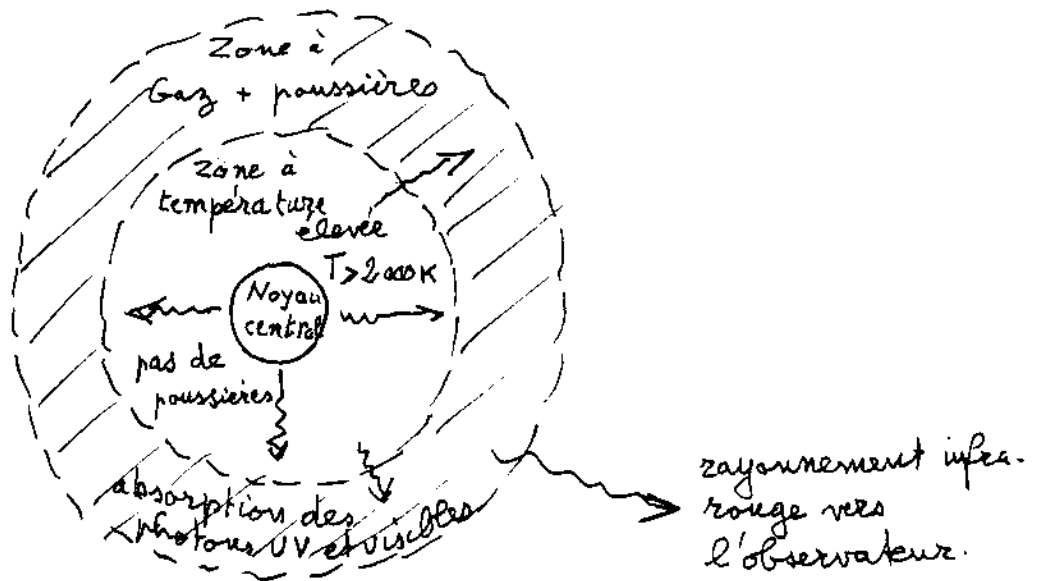 Zone à
Gaz + poussières
Zone à
température
élevée
T > 2000K
Noyau
central
pas de
poussières
absorption des
photons UV et visibles
rayonnement infra-
rouge vers
l'observateur.